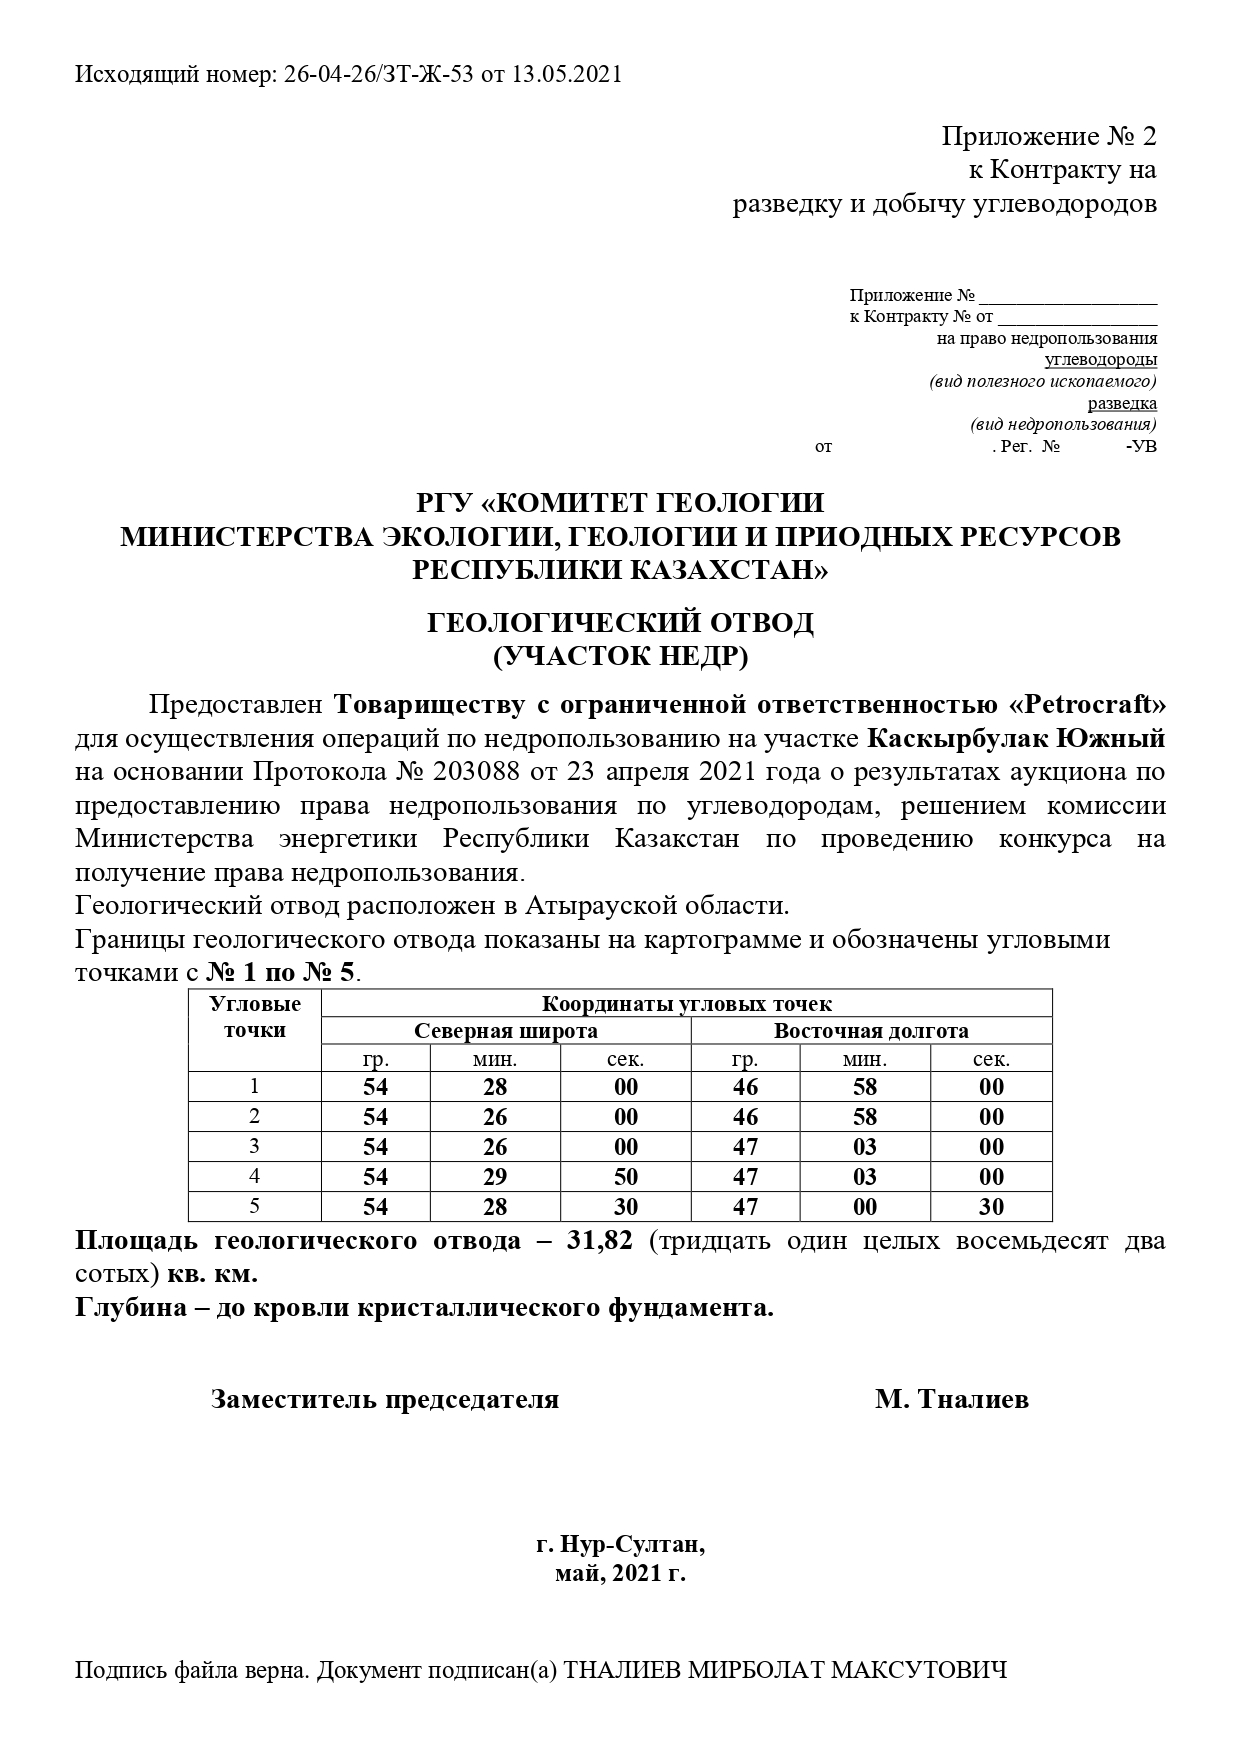 Исходящий номер: 26-04-26/ЗТ-Ж-53 от 13.05.2021
Приложение № 2
к Контракту на
разведку и добычу углеводородов
Приложение № ___________________
к Контракту № от _________________
на право недропользования
углеводороды
(вид полезного ископаемого)
разведка
(вид недропользования)
от . Рег. № -УВ
РГУ «КОМИТЕТ ГЕОЛОГИИ
МИНИСТЕРСТВА ЭКОЛОГИИ, ГЕОЛОГИИ И ПРИОДНЫХ РЕСУРСОВ
РЕСПУБЛИКИ КАЗАХСТАН»
ГЕОЛОГИЧЕСКИЙ ОТВОД
(УЧАСТОК НЕДР)
Предоставлен Товариществу с ограниченной ответственностью «Petrocraft»
для осуществления операций по недропользованию на участке Каскырбулак Южный
на основании Протокола № 203088 от 23 апреля 2021 года о результатах аукциона по
предоставлению права недропользования по углеводородам, решением комиссии
Министерства энергетики Республики Казакстан по проведению конкурса на
получение права недропользования.
Геологический отвод расположен в Атырауской области.
Границы геологического отвода показаны на картограмме и обозначены угловыми
точками с № 1 по № 5.
Угловые точки Координаты угловых точек
Северная широта Восточная долгота
гр. мин. сек. гр. мин. сек.
1 54 28 00 46 58 00
2 54 26 00 46 58 00
3 54 26 00 47 03 00
4 54 29 50 47 03 00
5 54 28 30 47 00 30
Площадь геологического отвода – 31,82 (тридцать один целых восемьдесят два
сотых) кв. км.
Глубина – до кровли кристаллического фундамента.
Заместитель председателя М. Тналиев
г. Нур-Султан,
май, 2021 г.
Подпись файла верна. Документ подписан(а) ТНАЛИЕВ МИРБОЛАТ МАКСУТОВИЧ